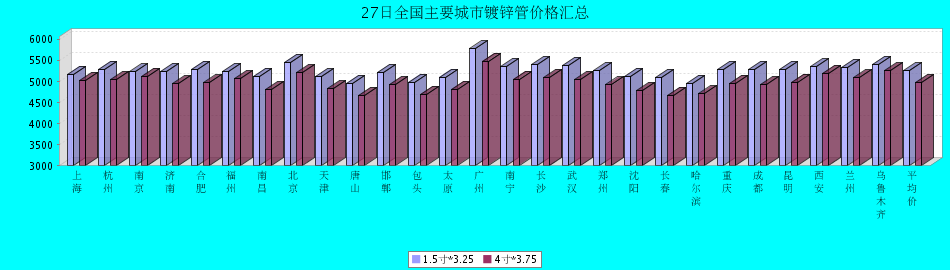 27日全国主要城市镀锌管价格汇总
6000
5500
5000
4500
4000
3500
3000
上海 杭州 南京 济南 合肥 福州 南昌 北京 天津 唐山 邯郸 包头 太原 广州 南宁 长沙 武汉 郑州 沈阳 长春 哈尔滨 重庆 成都 昆明 西安 兰州 乌鲁木齐 平均价
1.5寸*3.25 4寸*3.75